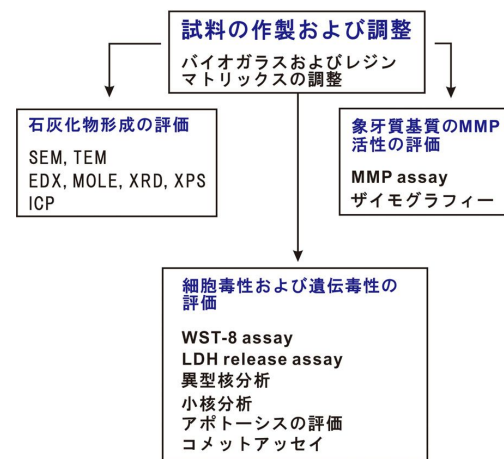 試料の作製および調整
バイオガラスおよびレジン
マトリックスの調整
石灰化物形成の評価
SEM, TEM
EDX, MOLE, XRD, XPS
ICP
象牙質基質のMMP
活性の評価
MMP assay
ザイモグラフィー
細胞毒性および遺伝毒性の
評価
WST-8 assay
LDH release assay
異型核分析
小核分析
アポトーシスの評価
コメットアッセイ